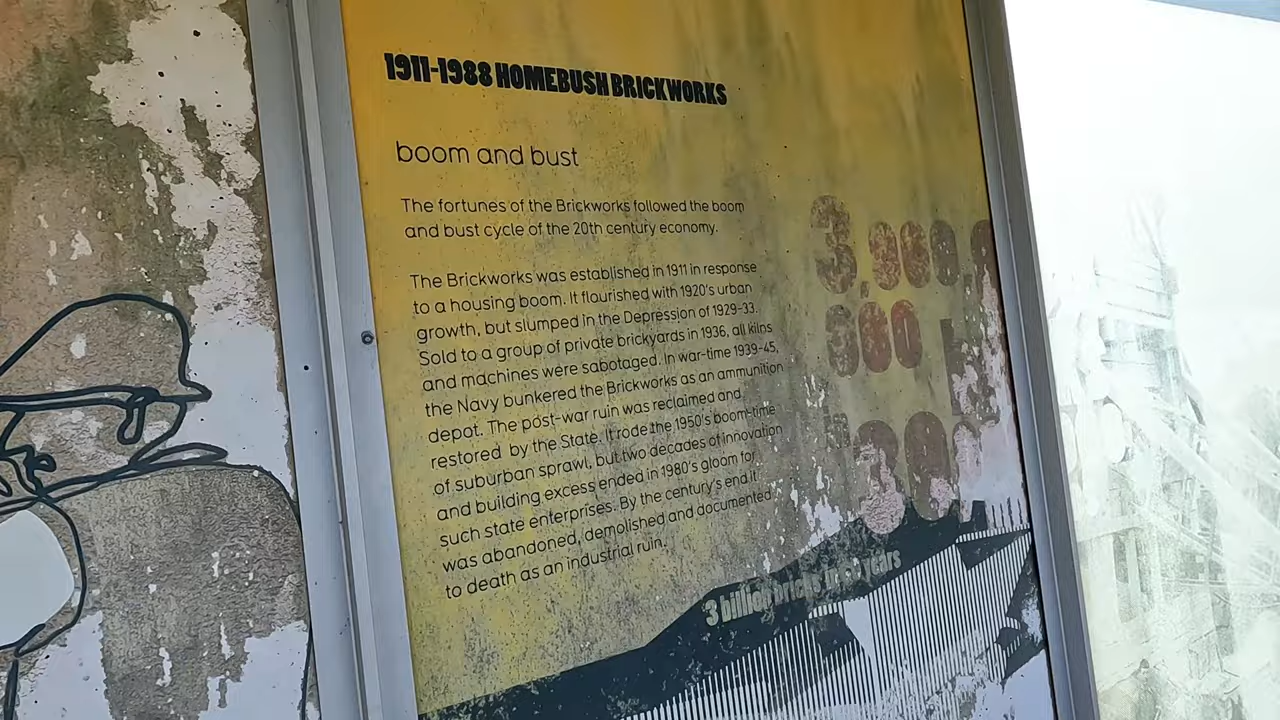 1911-1988 HOMEBUSH BRICKWORKS
boom and bust
The fortunes of the Brickworks followed the boom
and bust cycle of the 20th century economy.
The Brickworks was established in 1911 in response
to a housing boom. It flourished with 1920's urban
growth, but slumped in the Depression of 1929-33.
Sold to a group of private brickyards in 1936, all kilns
and machines were sabotaged. In war-time 1939-45,
the Navy bunkered the Brickworks as an ammunition
depot. The post-war ruin was reclaimed and
restored by the State. It rode the 1950's boom-time
of suburban sprawl, but two decades of innovation
and building excess ended in 1980's gloom for
such state enterprises. By the century's end it
was abandoned, demolished and documented
to death as an industrial ruin.
3 billion bricks in years